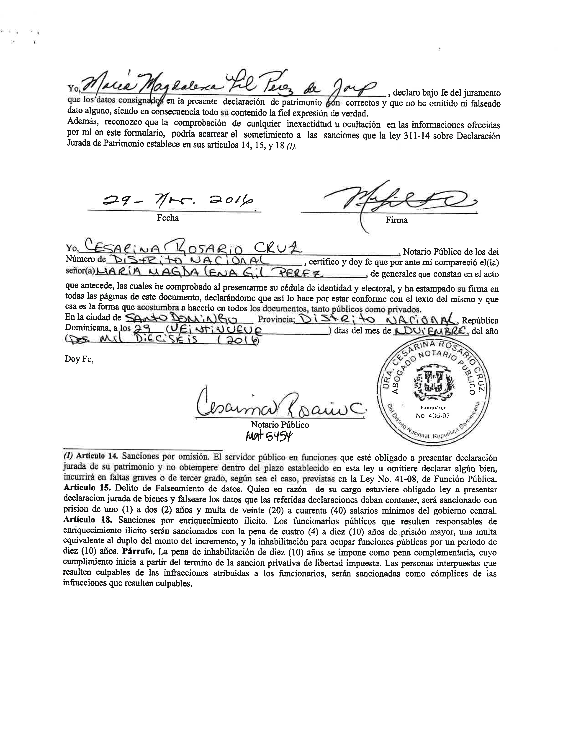 Yo, María Magdalena Gil Pérez de Jorp, declaro bajo fe del juramento
que los datos consignados en la presente declaración de patrimonio son correctos y que no he omitido ni falseado
dato alguno, siendo en consecuencia todo su contenido la fiel expresión de verdad.
Además, reconozco que la comprobación de cualquier inexactitud u ocultación en las informaciones ofrecidas
por mí en este formulario, podría acarrear el sometimiento a las sanciones que la ley 311-14 sobre Declaración
Jurada de Patrimonio establece en sus artículos 14, 15, y 18 (I).
29- Nov. 2016
Fecha
Firma
Yo, CESARINA ROSARIO CRUZ, Notario Público de los del
Número de DIStRito NACIONAL, certifico y doy fe que por ante mí compareció el(la)
señor(a) MARIA MAGDALENA GIL PEREZ, de generales que constan en el acto
que antecede, las cuales he comprobado al presentarme su cédula de identidad y electoral, y ha estampado su firma en
todas las páginas de este documento, declarándome que así lo hace por estar conforme con el texto del mismo y que
esa es la forma que acostumbra a hacerlo en todos los documentos, tanto públicos como privados.
En la ciudad de SANto DOMINGO Provincia; DIStRito NACIONAL, República
Dominicana, a los 29 (VEINTINUEVE) días del mes de NOVIEMBRE, del año
(DOS MIL DIECISEIS (2016)
Doy Fe,
DRA. CESARINA ROSARIO CRUZ
ABOGADO NOTARIO PUBLICO
No. 430-07
Del Distrito Nacional, República Dominicana
Cesarina Rosario C
Notario Público
Mat 5454
(I) Artículo 14. Sanciones por omisión. El servidor público en funciones que esté obligado a presentar declaración
jurada de su patrimonio y no obtempere dentro del plazo establecido en esta ley u omitiere declarar algún bien,
incurrirá en faltas graves o de tercer grado, según sea el caso, previstas en la Ley No. 41-08, de Función Pública.
Artículo 15. Delito de Falseamiento de datos. Quien en razón de su cargo estuviere obligado ley a presentar
declaracion jurada de bienes y falseare los datos que las referidas declaraciones doban contener, será sancionado con
prisión de uno (1) a dos (2) años y multa de veinte (20) a cuarenta (40) salarios mínimos del gobierno central.
Artículo 18. Sanciones por enriquecimiento ilícito. Los funcionarios públicos que resulten responsables de
enriquecimiento ilícito serán sancionados con la pena de cuatro (4) a diez (10) años de prisión mayor, una multa
equivalente al duplo del monto del incremento, y la inhabilitación para ocupar funciones públicas por un período de
diez (10) años. Párrafo. La pena de inhabilitación de diez (10) años se impone como pena complementaria, cuyo
cumplimiento inicia a partir del termino de la sancion privativa de libertad impuesta. Las personas interpuestas que
resulten culpables de las infracciones atribuidas a los funcionarios, serán sancionadas como cómplices de las
infracciones que resulten culpables.